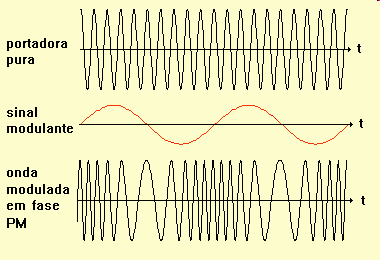 portadora
pura
t
sinal
modulante
t
onda
modulada
em fase
PM
t